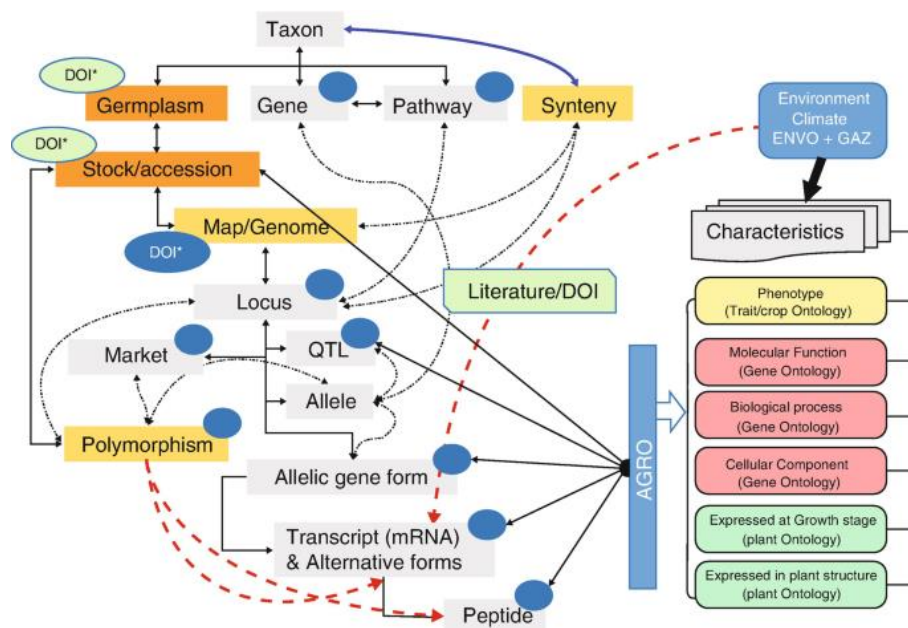 Taxon
DOI*
Germplasm
Gene
Pathway
Synteny
Environment
Climate
ENVO + GAZ
DOI*
Stock/accession
Map/Genome
DOI*
Characteristics
Locus
Literature/DOI
Phenotype
(Trait/crop Ontology)
Market
QTL
Molecular Function
(Gene Ontology)
Allele
Biological process
(Gene Ontology)
Polymorphism
AGRO
Allelic gene form
Cellular Component
(Gene Ontology)
Transcript (mRNA)
& Alternative forms
Expressed at Growth stage
(plant Ontology)
Expressed in plant structure
(plant Ontology)
Peptide